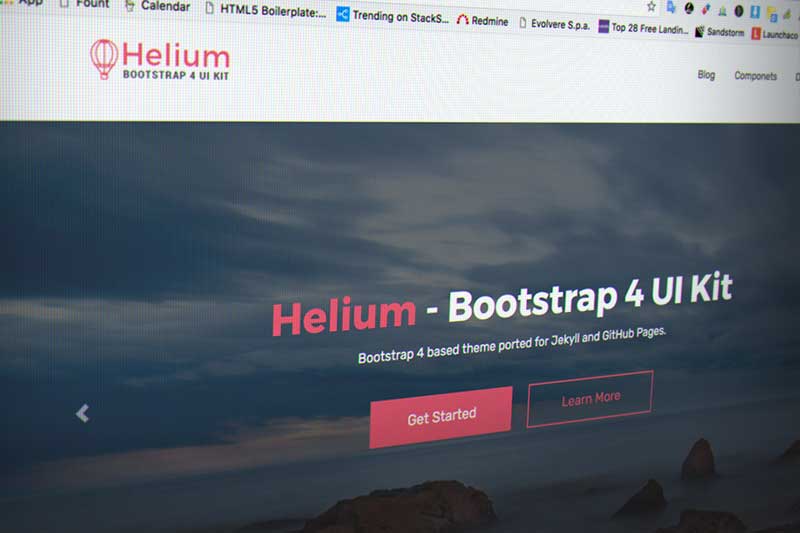 App Fount Calendar HTML5 Boilerplate:... Trending on StackS... Redmine Evolvere S.p.a. Top 28 Free Landin... Sandstorm Launchaco
Helium
BOOTSTRAP 4 UI KIT
Blog Componets
Helium - Bootstrap 4 UI Kit
Bootstrap 4 based theme ported for Jekyll and GitHub Pages.
Get Started Learn More